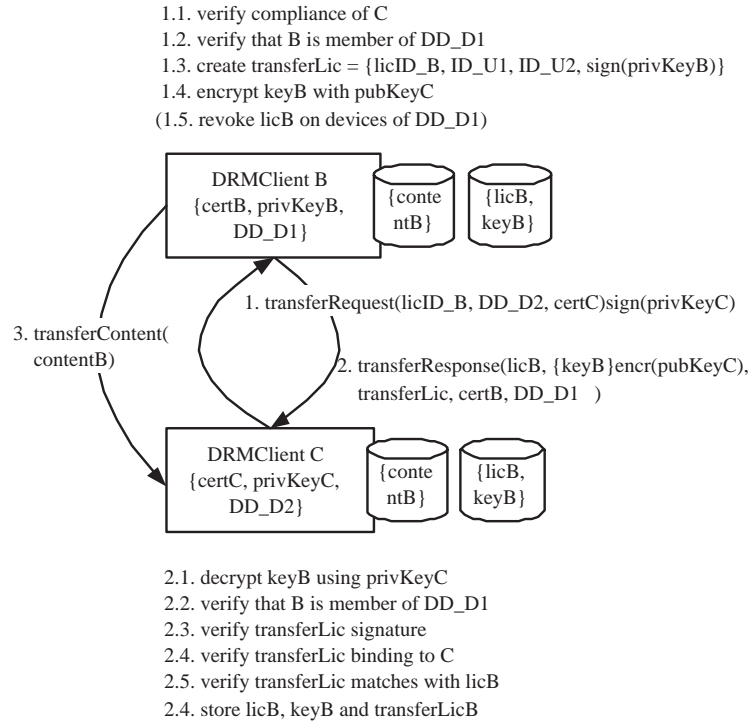 1.1. verify compliance of C
1.2. verify that B is member of DD_D1
1.3. create transferLic = {licID_B, ID_U1, ID_U2, sign(privKeyB)}
1.4. encrypt keyB with pubKeyC
(1.5. revoke licB on devices of DD_D1)
DRMClient B
{certB, privKeyB,
DD_D1}
{conte
ntB}
{licB,
keyB}
1. transferRequest(licID_B, DD_D2, certC)sign(privKeyC)
3. transferContent(
contentB)
2. transferResponse(licB, {keyB}encr(pubKeyC),
transferLic, certB, DD_D1 )
DRMClient C
{certC, privKeyC,
DD_D2}
{conte
ntB}
{licB,
keyB}
2.1. decrypt keyB using privKeyC
2.2. verify that B is member of DD_D1
2.3. verify transferLic signature
2.4. verify transferLic binding to C
2.5. verify transferLic matches with licB
2.4. store licB, keyB and transferLicB